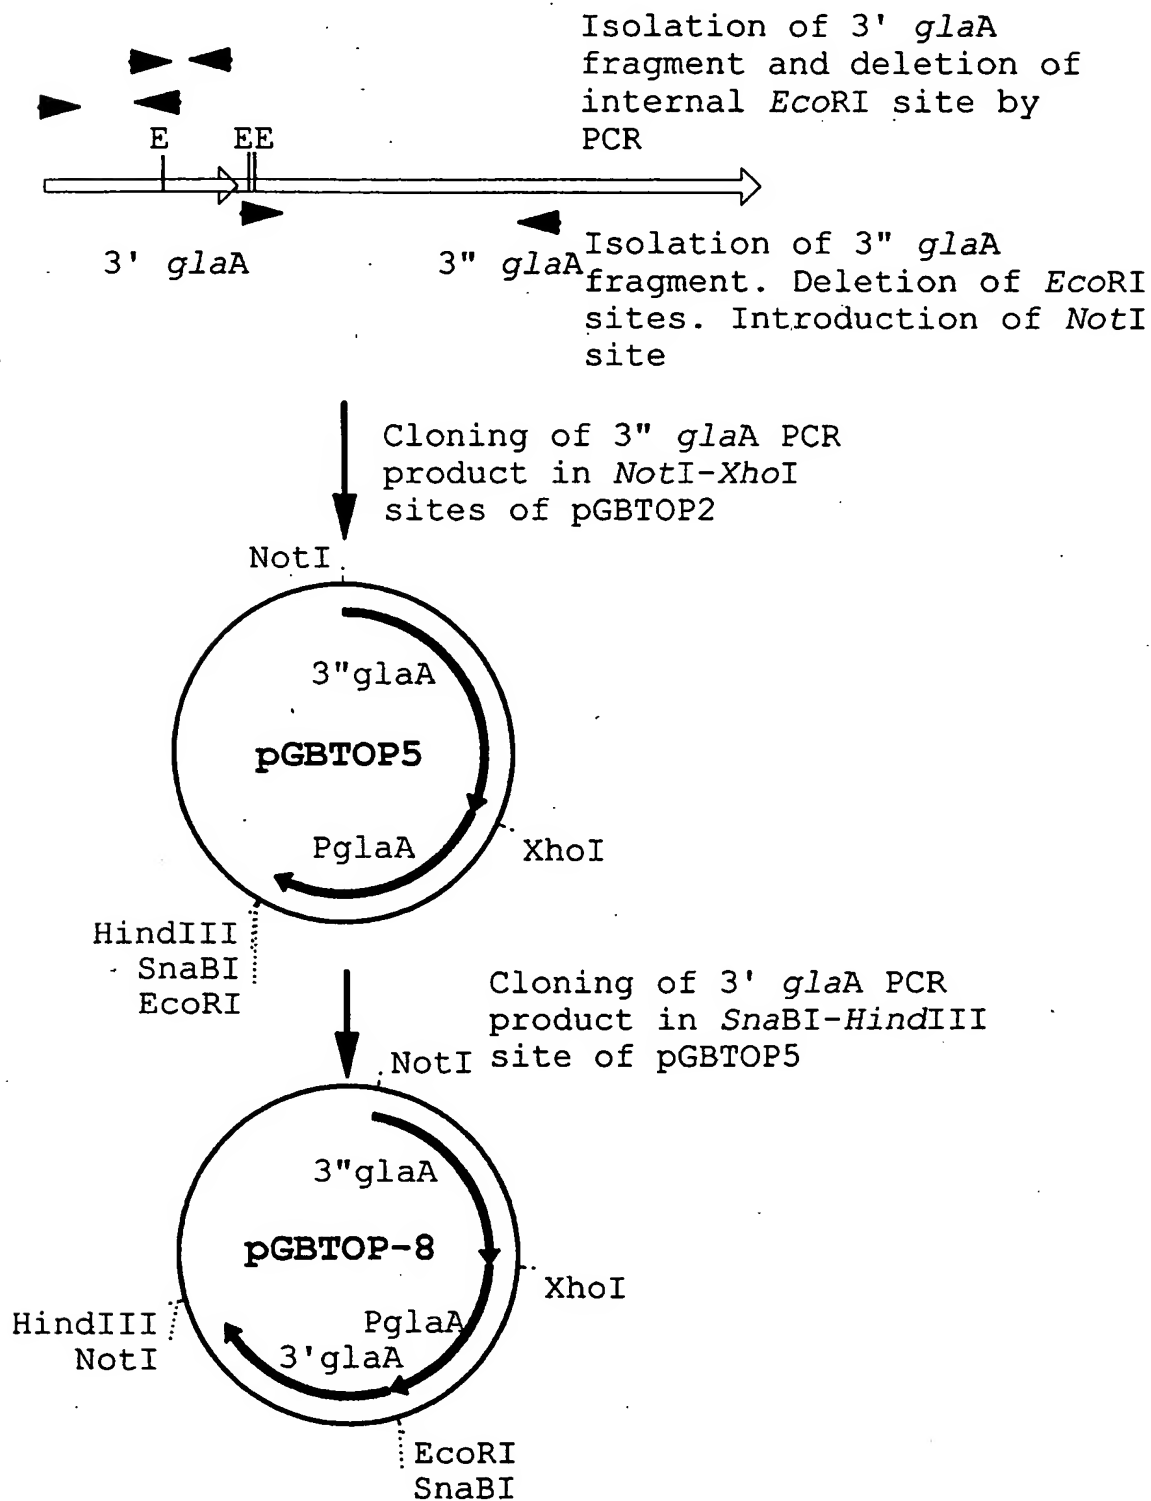 Isolation of 3' glaA
fragment and deletion of
internal EcoRI site by
PCR
E
EE
3' glaA
3" glaA
Isolation of 3" glaA
fragment. Deletion of EcoRI
sites. Introduction of NotI
site
Cloning of 3" glaA PCR
product in NotI-XhoI
sites of pGBTOP2
NotI
3"glaA
pGBTOP5
PglaA
XhoI
HindIII
SnaBI
EcoRI
Cloning of 3' glaA PCR
product in SnaBI-HindIII
site of pGBTOP5
NotI
3"glaA
pGBTOP-8
XhoI
PglaA
HindIII
NotI
3'glaA
EcoRI
SnaBI